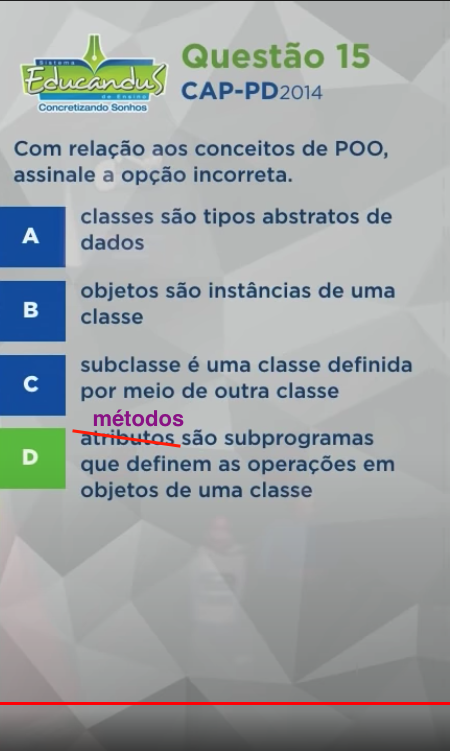 Sistema
Educandus
de Ensino
Concretizando Sonhos
Questão 15
CAP-PD2014
Com relação aos conceitos de POO,
assinale a opção incorreta.
A
classes são tipos abstratos de
dados
B
objetos são instâncias de uma
classe
C
subclasse é uma classe definida
por meio de outra classe
métodos
D
atributos são subprogramas
que definem as operações em
objetos de uma classe